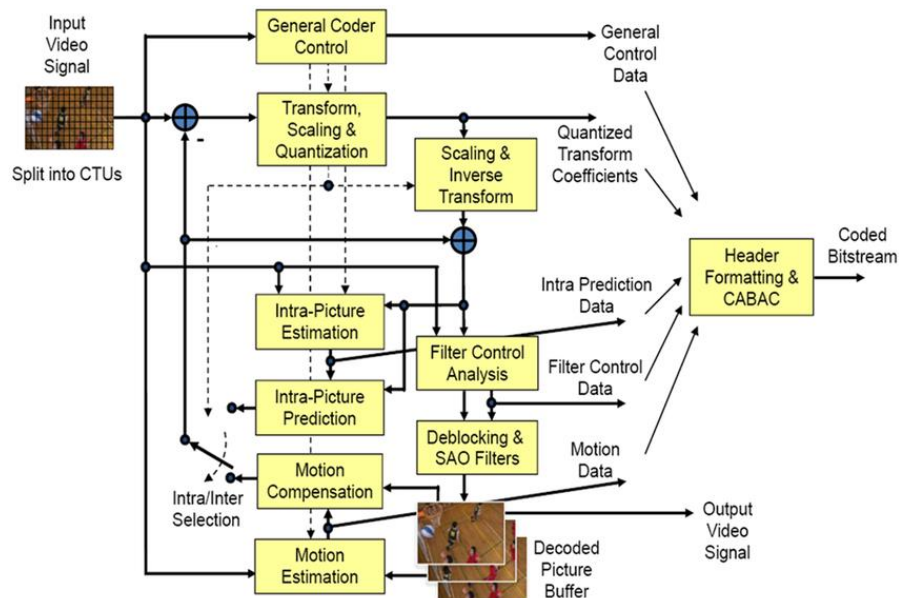 Input
Video
Signal
Split into CTUs
General Coder
Control
Transform,
Scaling &
Quantization
-
Scaling &
Inverse
Transform
General
Control
Data
Quantized
Transform
Coefficients
Header
Formatting &
CABAC
Coded
Bitstream
Intra-Picture
Estimation
Intra Prediction
Data
Filter Control
Analysis
Filter Control
Data
Intra-Picture
Prediction
Deblocking &
SAO Filters
Motion
Data
Motion
Compensation
Intra/Inter
Selection
Motion
Estimation
Decoded
Picture
Buffer
Output
Video
Signal